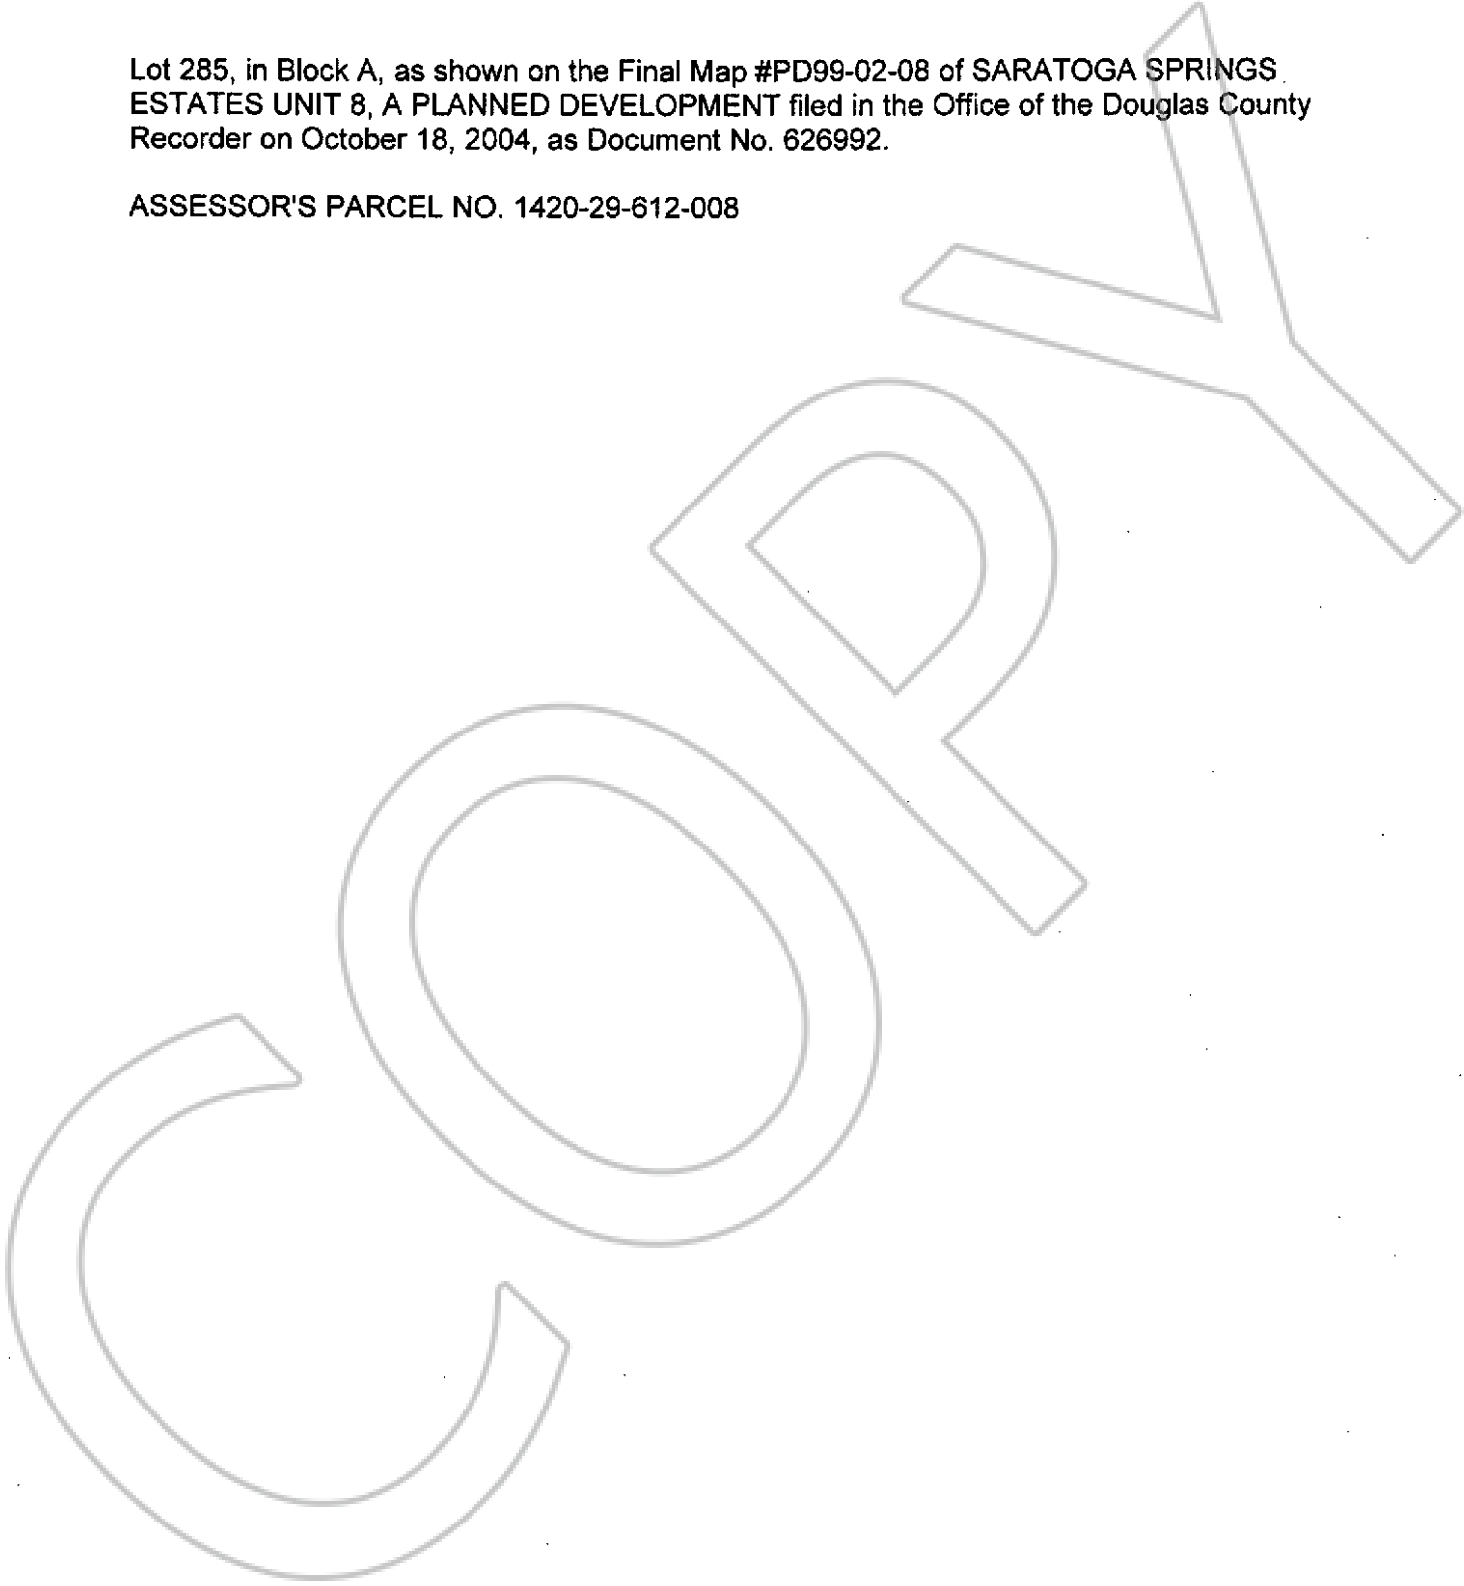 Lot 285, in Block A, as shown on the Final Map #PD99-02-08 of SARATOGA SPRINGS
ESTATES UNIT 8, A PLANNED DEVELOPMENT filed in the Office of the Douglas County
Recorder on October 18, 2004, as Document No. 626992.
ASSESSOR'S PARCEL NO. 1420-29-612-008
COPY